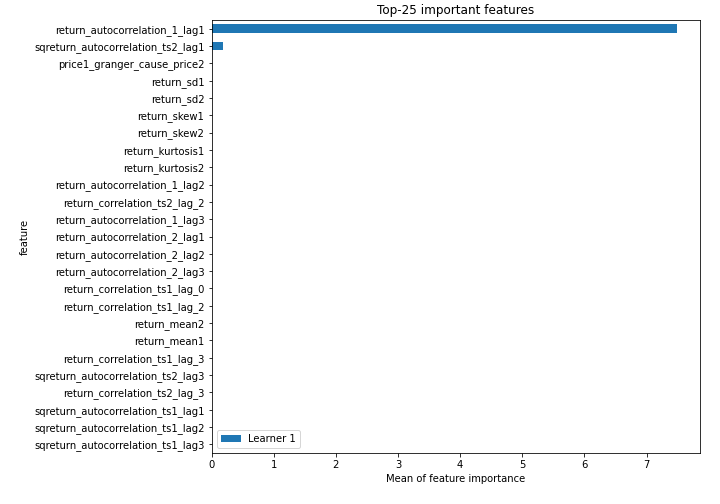 Top-25 important features
return_autocorrelation_1_lag1
sqreturn_autocorrelation_ts2_lag1
price1_granger_cause_price2
return_sd1
return_sd2
return_skew1
return_skew2
return_kurtosis1
return_kurtosis2
return_autocorrelation_1_lag2
return_correlation_ts2_lag_2
return_autocorrelation_1_lag3
return_autocorrelation_2_lag1
return_autocorrelation_2_lag2
return_autocorrelation_2_lag3
return_correlation_ts1_lag_0
return_correlation_ts1_lag_2
return_mean2
return_mean1
return_correlation_ts1_lag_3
sqreturn_autocorrelation_ts2_lag3
return_correlation_ts2_lag_3
sqreturn_autocorrelation_ts1_lag1
sqreturn_autocorrelation_ts1_lag2
sqreturn_autocorrelation_ts1_lag3
feature
Learner 1
0 1 2 3 4 5 6 7
Mean of feature importance